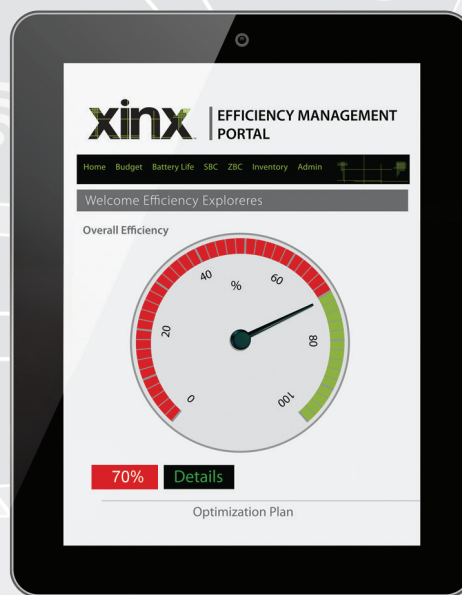 xinx
EFFICIENCY MANAGEMENT
PORTAL
Home Budget Battery Life SBC ZBC Inventory Admin
Welcome Efficiency Exploreres
Overall Efficiency
0 20 40 60 80 100
%
70% Details
Optimization Plan